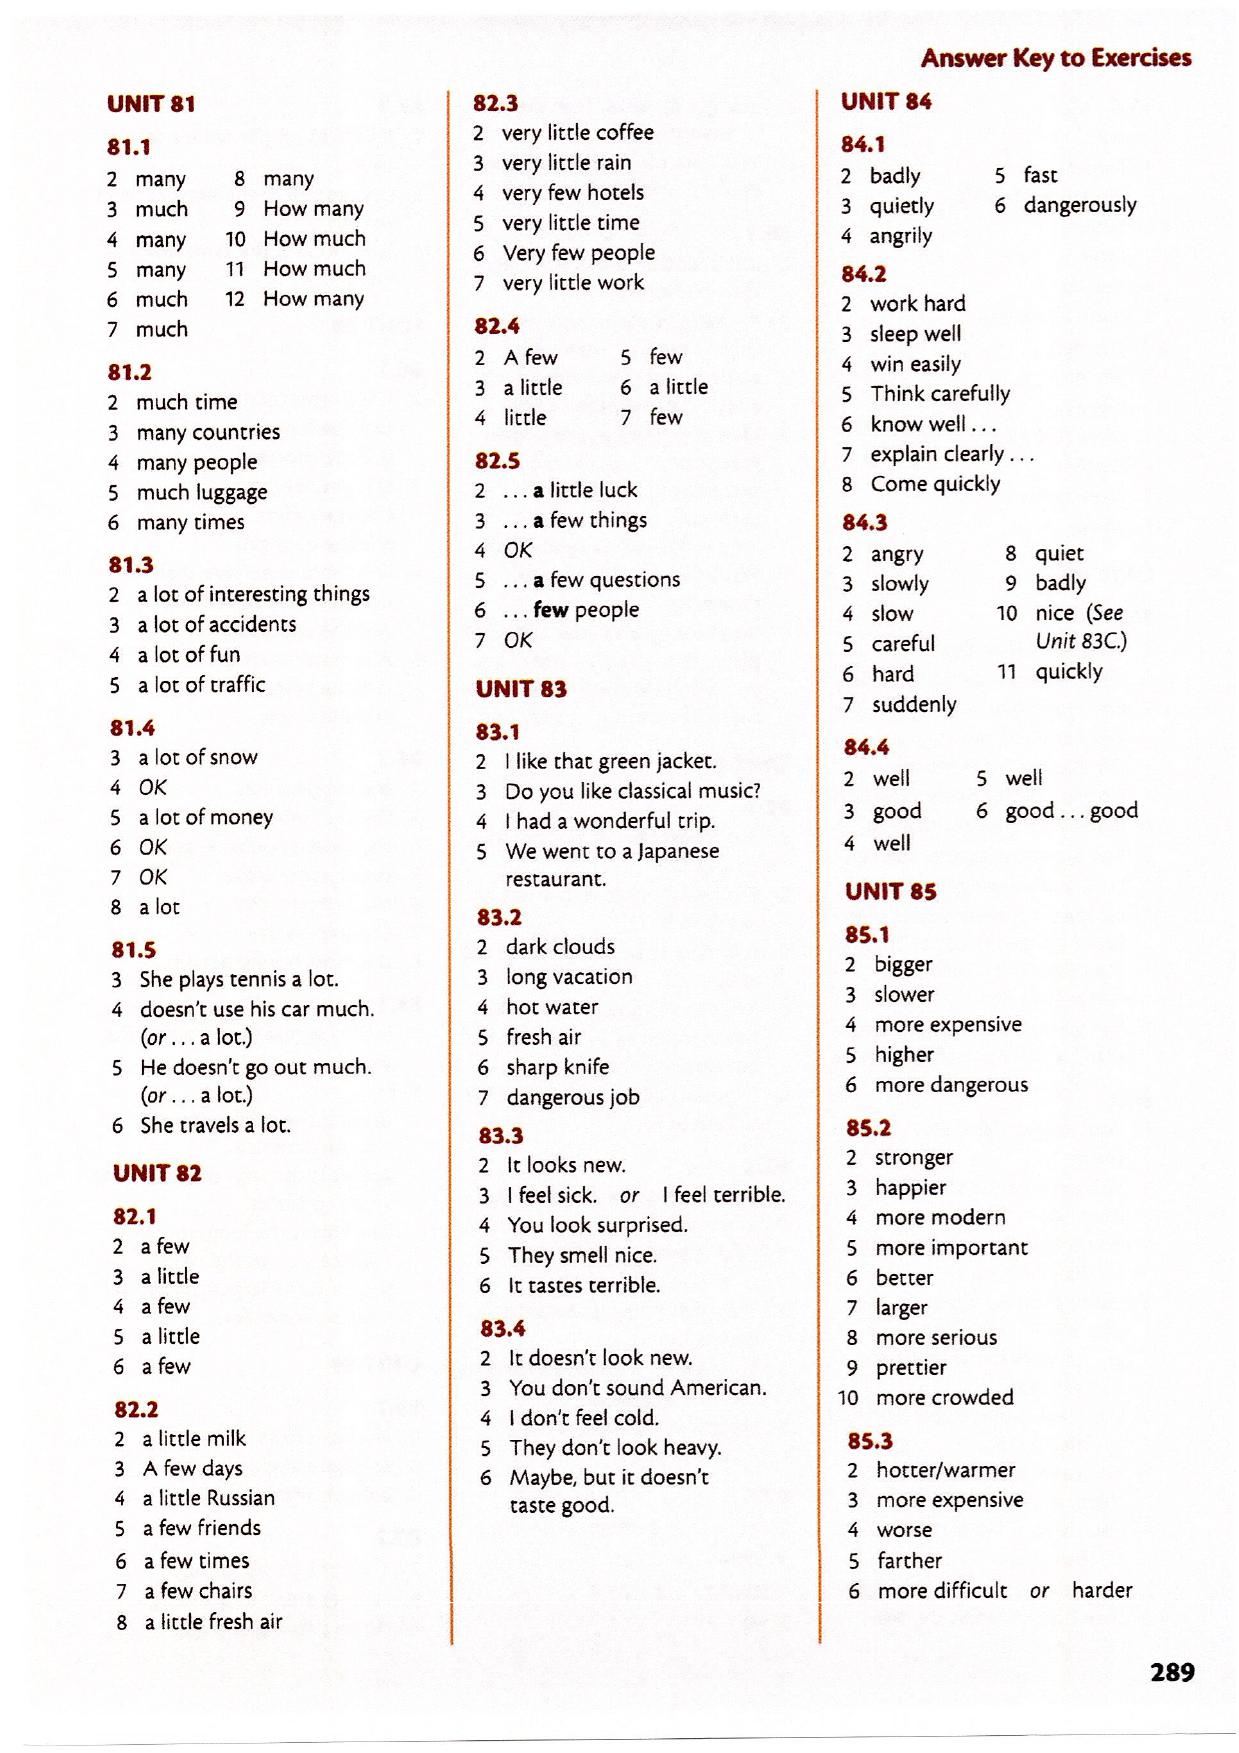 Answer Key to Exercises
UNIT 81
81.1
2 many 8 many
3 much 9 How many
4 many 10 How much
5 many 11 How much
6 much 12 How many
7 much
81.2
2 much time
3 many countries
4 many people
5 much luggage
6 many times
81.3
2 a lot of interesting things
3 a lot of accidents
4 a lot of fun
5 a lot of traffic
81.4
3 a lot of snow
4 OK
5 a lot of money
6 OK
7 OK
8 a lot
81.5
3 She plays tennis a lot.
4 doesn't use his car much.
(or . . . a lot.)
5 He doesn't go out much.
(or . . . a lot.)
6 She travels a lot.
UNIT 82
82.1
2 a few
3 a little
4 a few
5 a little
6 a few
82.2
2 a little milk
3 A few days
4 a little Russian
5 a few friends
6 a few times
7 a few chairs
8 a little fresh air
82.3
2 very little coffee
3 very little rain
4 very few hotels
5 very little time
6 Very few people
7 very little work
82.4
2 A few 5 few
3 a little 6 a little
4 little 7 few
82.5
2 . . . a little luck
3 . . . a few things
4 OK
5 . . . a few questions
6 . . . few people
7 OK
UNIT 83
83.1
2 I like that green jacket.
3 Do you like classical music?
4 I had a wonderful trip.
5 We went to a Japanese
restaurant.
83.2
2 dark clouds
3 long vacation
4 hot water
5 fresh air
6 sharp knife
7 dangerous job
83.3
2 It looks new.
3 I feel sick. or I feel terrible.
4 You look surprised.
5 They smell nice.
6 It tastes terrible.
83.4
2 It doesn't look new.
3 You don't sound American.
4 I don't feel cold.
5 They don't look heavy.
6 Maybe, but it doesn't
taste good.
UNIT 84
84.1
2 badly 5 fast
3 quietly 6 dangerously
4 angrily
84.2
2 work hard
3 sleep well
4 win easily
5 Think carefully
6 know well . . .
7 explain clearly . . .
8 Come quickly
84.3
2 angry 8 quiet
3 slowly 9 badly
4 slow 10 nice (See
5 careful Unit 83C.)
6 hard 11 quickly
7 suddenly
84.4
2 well 5 well
3 good 6 good . . . good
4 well
UNIT 85
85.1
2 bigger
3 slower
4 more expensive
5 higher
6 more dangerous
85.2
2 stronger
3 happier
4 more modern
5 more important
6 better
7 larger
8 more serious
9 prettier
10 more crowded
85.3
2 hotter/warmer
3 more expensive
4 worse
5 farther
6 more difficult or harder
289